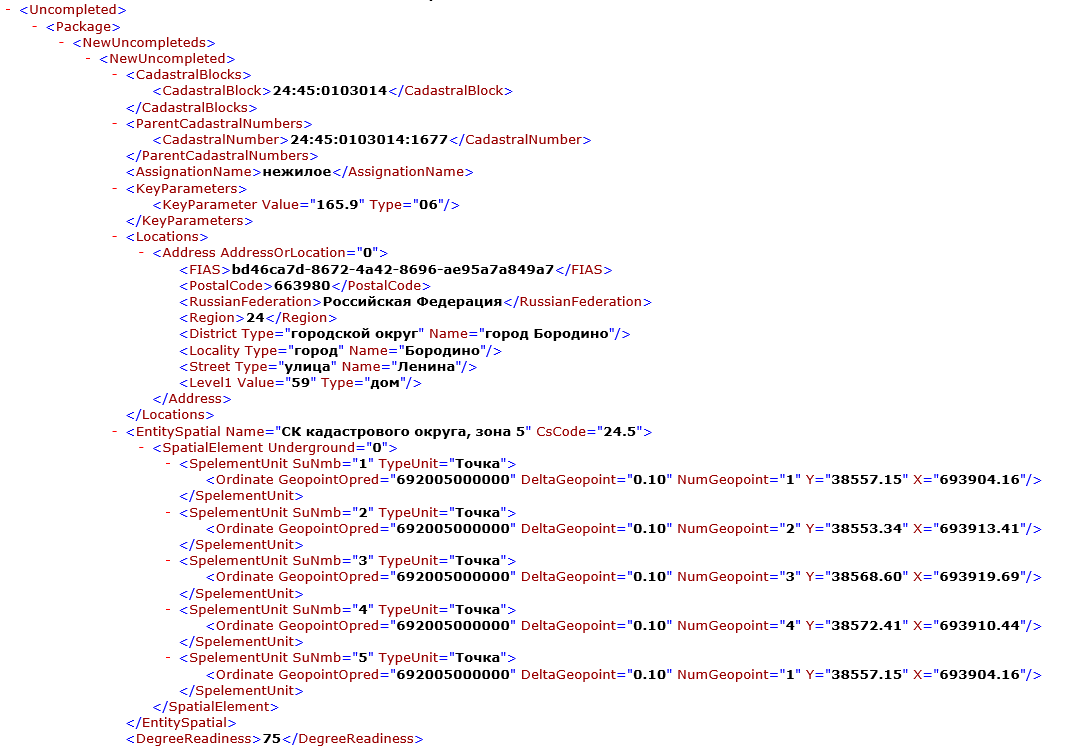 - <Uncompleted>
- <Package>
- <NewUncompleteds>
- <NewUncompleted>
- <CadastralBlocks>
<CadastralBlock>24:45:0103014</CadastralBlock>
</CadastralBlocks>
- <ParentCadastralNumbers>
<CadastralNumber>24:45:0103014:1677</CadastralNumber>
</ParentCadastralNumbers>
<AssignationName>нежилое</AssignationName>
- <KeyParameters>
<KeyParameter Value="165.9" Type="06"/>
</KeyParameters>
- <Locations>
- <Address AddressOrLocation="0">
<FIAS>bd46ca7d-8672-4a42-8696-ae95a7a849a7</FIAS>
<PostalCode>663980</PostalCode>
<RussianFederation>Российская Федерация</RussianFederation>
<Region>24</Region>
<District Type="городской округ" Name="город Бородино"/>
<Locality Type="город" Name="Бородино"/>
<Street Type="улица" Name="Ленина"/>
<Level1 Value="59" Type="дом"/>
</Address>
</Locations>
- <EntitySpatial Name="СК кадастрового округа, зона 5" CsCode="24.5">
- <SpatialElement Underground="0">
- <SpelementUnit SuNmb="1" TypeUnit="Точка">
<Ordinate GeopointOpred="692005000000" DeltaGeopoint="0.10" NumGeopoint="1" Y="38557.15" X="693904.16"/>
</SpelementUnit>
- <SpelementUnit SuNmb="2" TypeUnit="Точка">
<Ordinate GeopointOpred="692005000000" DeltaGeopoint="0.10" NumGeopoint="2" Y="38553.34" X="693913.41"/>
</SpelementUnit>
- <SpelementUnit SuNmb="3" TypeUnit="Точка">
<Ordinate GeopointOpred="692005000000" DeltaGeopoint="0.10" NumGeopoint="3" Y="38568.60" X="693919.69"/>
</SpelementUnit>
- <SpelementUnit SuNmb="4" TypeUnit="Точка">
<Ordinate GeopointOpred="692005000000" DeltaGeopoint="0.10" NumGeopoint="4" Y="38572.41" X="693910.44"/>
</SpelementUnit>
- <SpelementUnit SuNmb="5" TypeUnit="Точка">
<Ordinate GeopointOpred="692005000000" DeltaGeopoint="0.10" NumGeopoint="1" Y="38557.15" X="693904.16"/>
</SpelementUnit>
</SpatialElement>
</EntitySpatial>
<DegreeReadiness>75</DegreeReadiness>